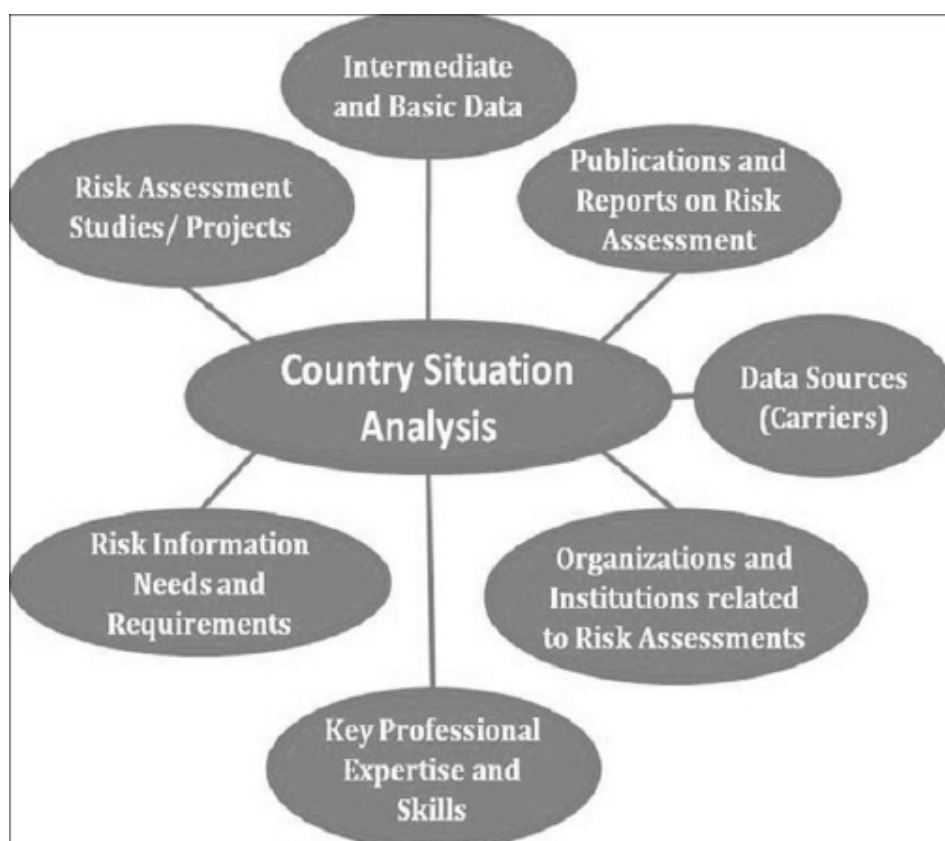 Intermediate
and Basic Data
Risk Assessment
Studies/ Projects
Publications and
Reports on Risk
Assessment
Country Situation
Analysis
Data Sources
(Carriers)
Risk Information
Needs and
Requirements
Organizations and
Institutions related
to Risk Assessments
Key Professional
Expertise and
Skills